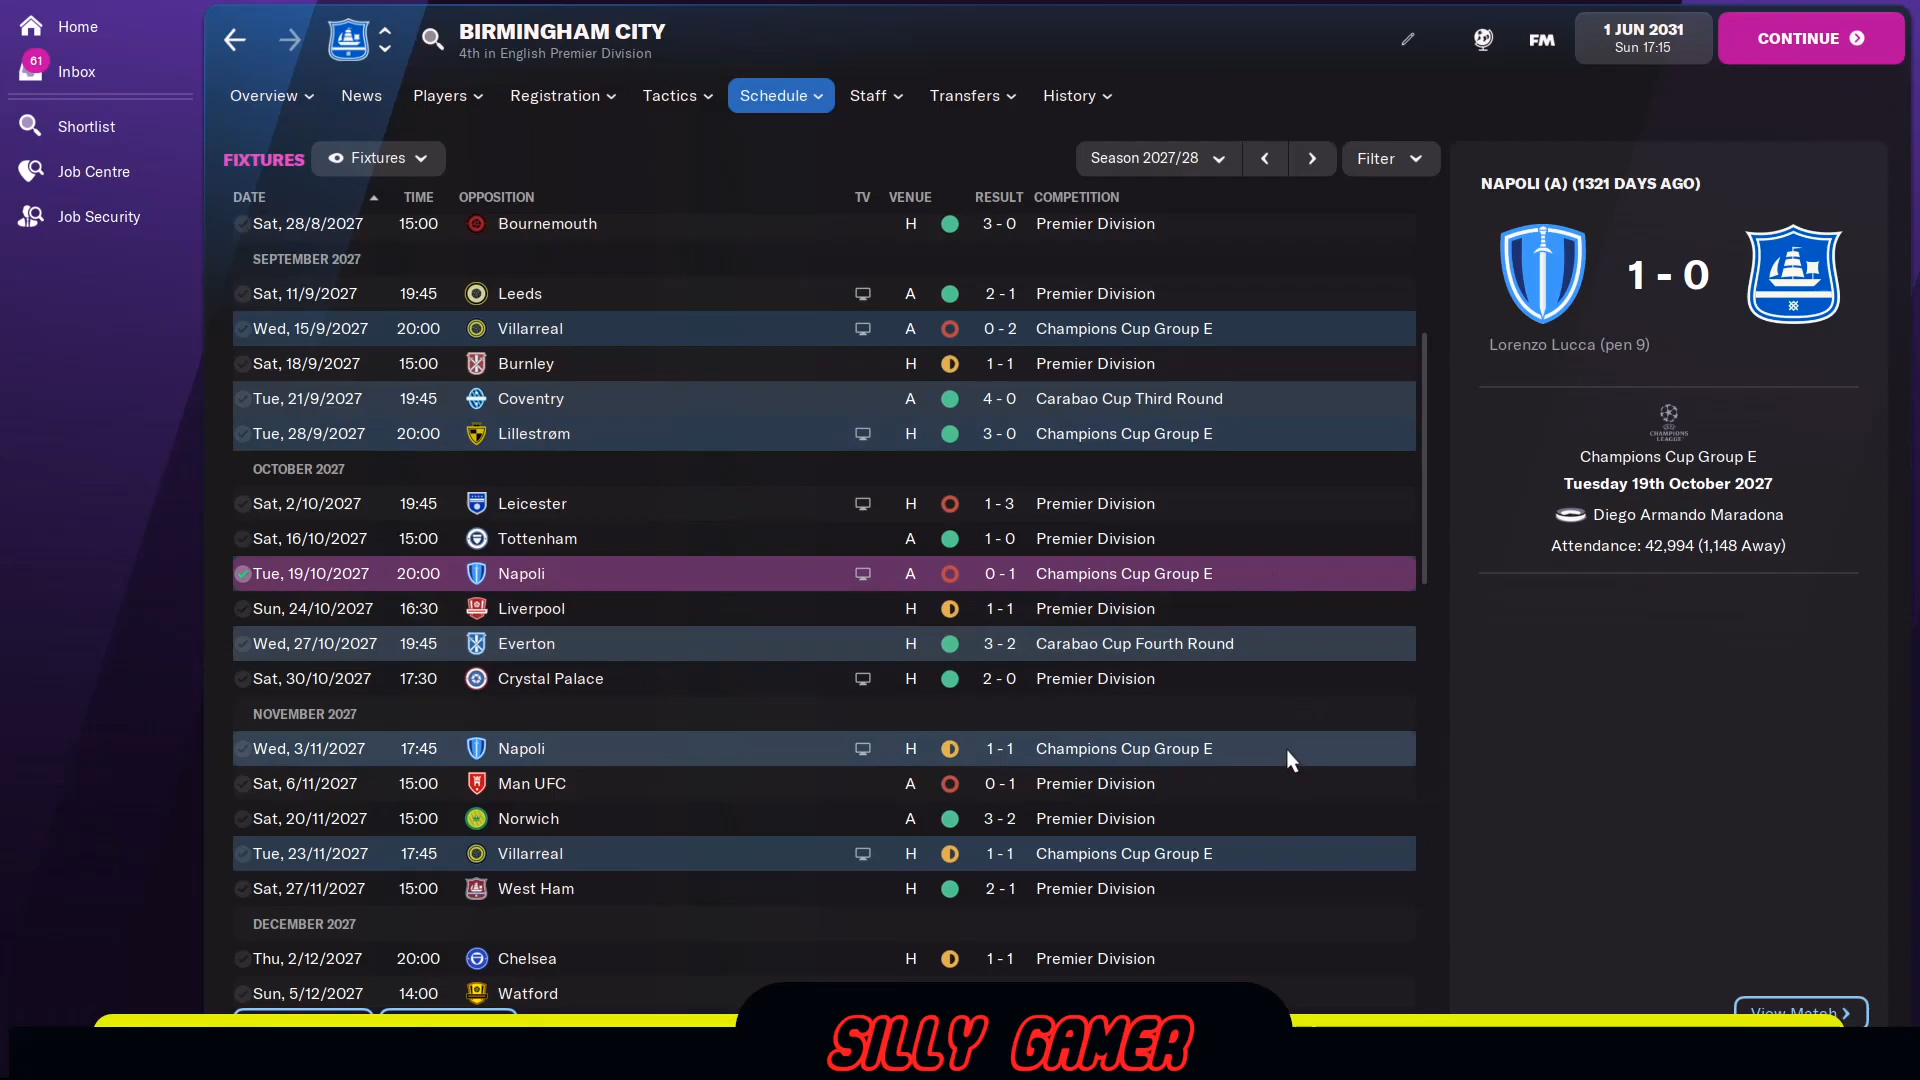 Home
61
Inbox
Shortlist
Job Centre
Job Security
BIRMINGHAM CITY
4th in English Premier Division
FM
1 JUN 2031
Sun 17:15
CONTINUE
Overview News Players Registration Tactics Schedule Staff Transfers History
FIXTURES Fixtures Season 2027/28 Filter
DATE TIME OPPOSITION TV VENUE RESULT COMPETITION
Sat, 28/8/2027 15:00 Bournemouth H 3 - 0 Premier Division
SEPTEMBER 2027
Sat, 11/9/2027 19:45 Leeds A 2 - 1 Premier Division
Wed, 15/9/2027 20:00 Villarreal A 0 - 2 Champions Cup Group E
Sat, 18/9/2027 15:00 Burnley H 1 - 1 Premier Division
Tue, 21/9/2027 19:45 Coventry A 4 - 0 Carabao Cup Third Round
Tue, 28/9/2027 20:00 Lillestrøm H 3 - 0 Champions Cup Group E
OCTOBER 2027
Sat, 2/10/2027 19:45 Leicester H 1 - 3 Premier Division
Sat, 16/10/2027 15:00 Tottenham A 1 - 0 Premier Division
Tue, 19/10/2027 20:00 Napoli A 0 - 1 Champions Cup Group E
Sun, 24/10/2027 16:30 Liverpool H 1 - 1 Premier Division
Wed, 27/10/2027 19:45 Everton H 3 - 2 Carabao Cup Fourth Round
Sat, 30/10/2027 17:30 Crystal Palace H 2 - 0 Premier Division
NOVEMBER 2027
Wed, 3/11/2027 17:45 Napoli H 1 - 1 Champions Cup Group E
Sat, 6/11/2027 15:00 Man UFC A 0 - 1 Premier Division
Sat, 20/11/2027 15:00 Norwich A 3 - 2 Premier Division
Tue, 23/11/2027 17:45 Villarreal H 1 - 1 Champions Cup Group E
Sat, 27/11/2027 15:00 West Ham H 2 - 1 Premier Division
DECEMBER 2027
Thu, 2/12/2027 20:00 Chelsea H 1 - 1 Premier Division
Sun, 5/12/2027 14:00 Watford
NAPOLI (A) (1321 DAYS AGO)
1 - 0
Lorenzo Lucca (pen 9)
CHAMPIONS
LEAGUE
Champions Cup Group E
Tuesday 19th October 2027
Diego Armando Maradona
Attendance: 42,994 (1,148 Away)
View Match
SILLY GAMER